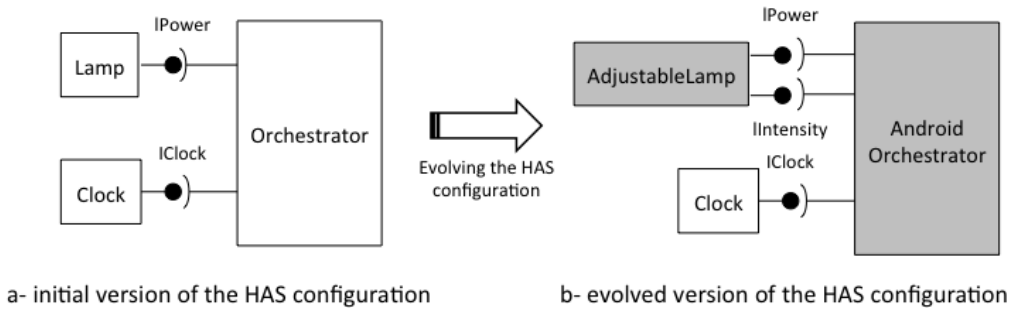 IPower
Lamp
Orchestrator
IClock
Clock
Evolving the HAS
configuration
IPower
AdjustableLamp
IIntensity
Android
Orchestrator
IClock
Clock
a- initial version of the HAS configuration
b- evolved version of the HAS configuration